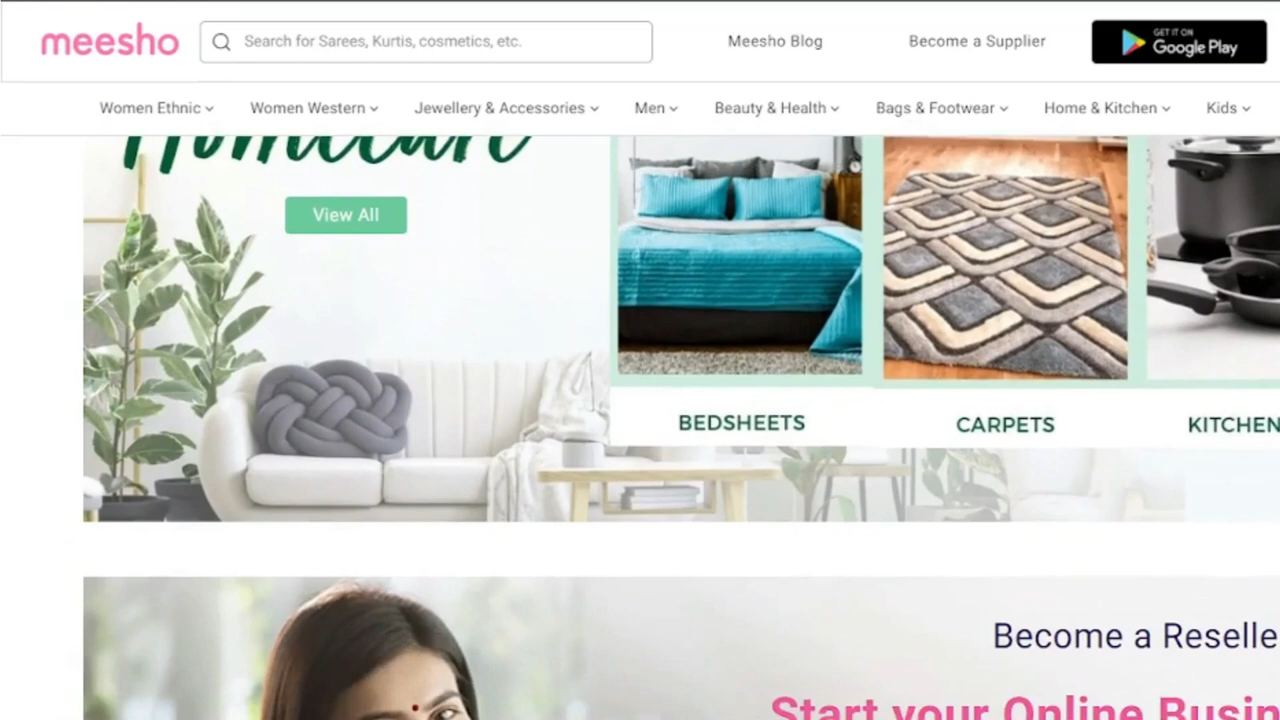 meesho
Search for Sarees, Kurtis, cosmetics, etc.
Meesho Blog
Become a Supplier
GET IT ON
Google Play
Women Ethnic
Women Western
Jewellery & Accessories
Men
Beauty & Health
Bags & Footwear
Home & Kitchen
Kids
Homecare
View All
BEDSHEETS
CARPETS
KITCHEN
Become a Reselle
Start your Online Busin